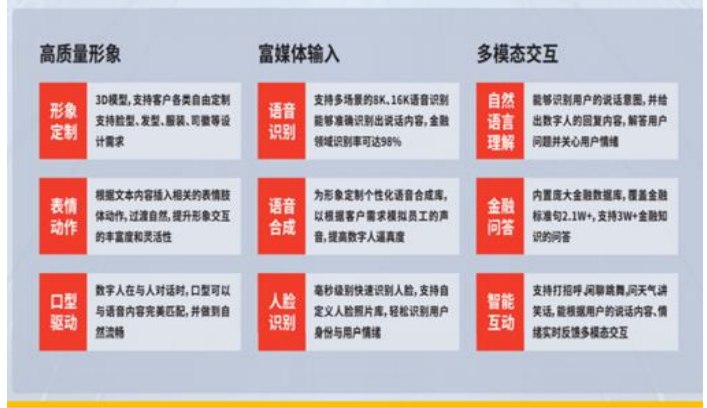 高质量形象
形象
定制
3D模型,支持客户各类自由定制
支持脸型、发型、服装、司徽等设
计需求
表情
动作
根据文本内容插入相关的表情肢
体动作,过渡自然,提升形象交互
的丰富度和灵活性
口型
驱动
数字人在与人对话时,口型可以
与语音内容完美匹配,并做到自
然流畅
富媒体输入
语音
识别
支持多场景的8K、16K语音识别
能够准确识别出说话内容,金融
领域识别率可达98%
语音
合成
为形象定制个性化语音合成库,
以根据客户需求模拟员工的声
音,提高数字人逼真度
人脸
识别
毫秒级别快速识别人脸,支持自
定义人脸照片库,轻松识别用户
身份与用户情绪
多模态交互
自然
语言
理解
能够识别用户的说话意图,并给
出数字人的回复内容,解答用户
问题并关心用户情绪
金融
问答
内置庞大金融数据库,覆盖金融
标准句2.1W+,支持3W+金融知
识的问答
智能
互动
支持打招呼,闲聊跳舞,问天气讲
笑话,能根据用户的说话内容、情
绪实时反馈多模态交互